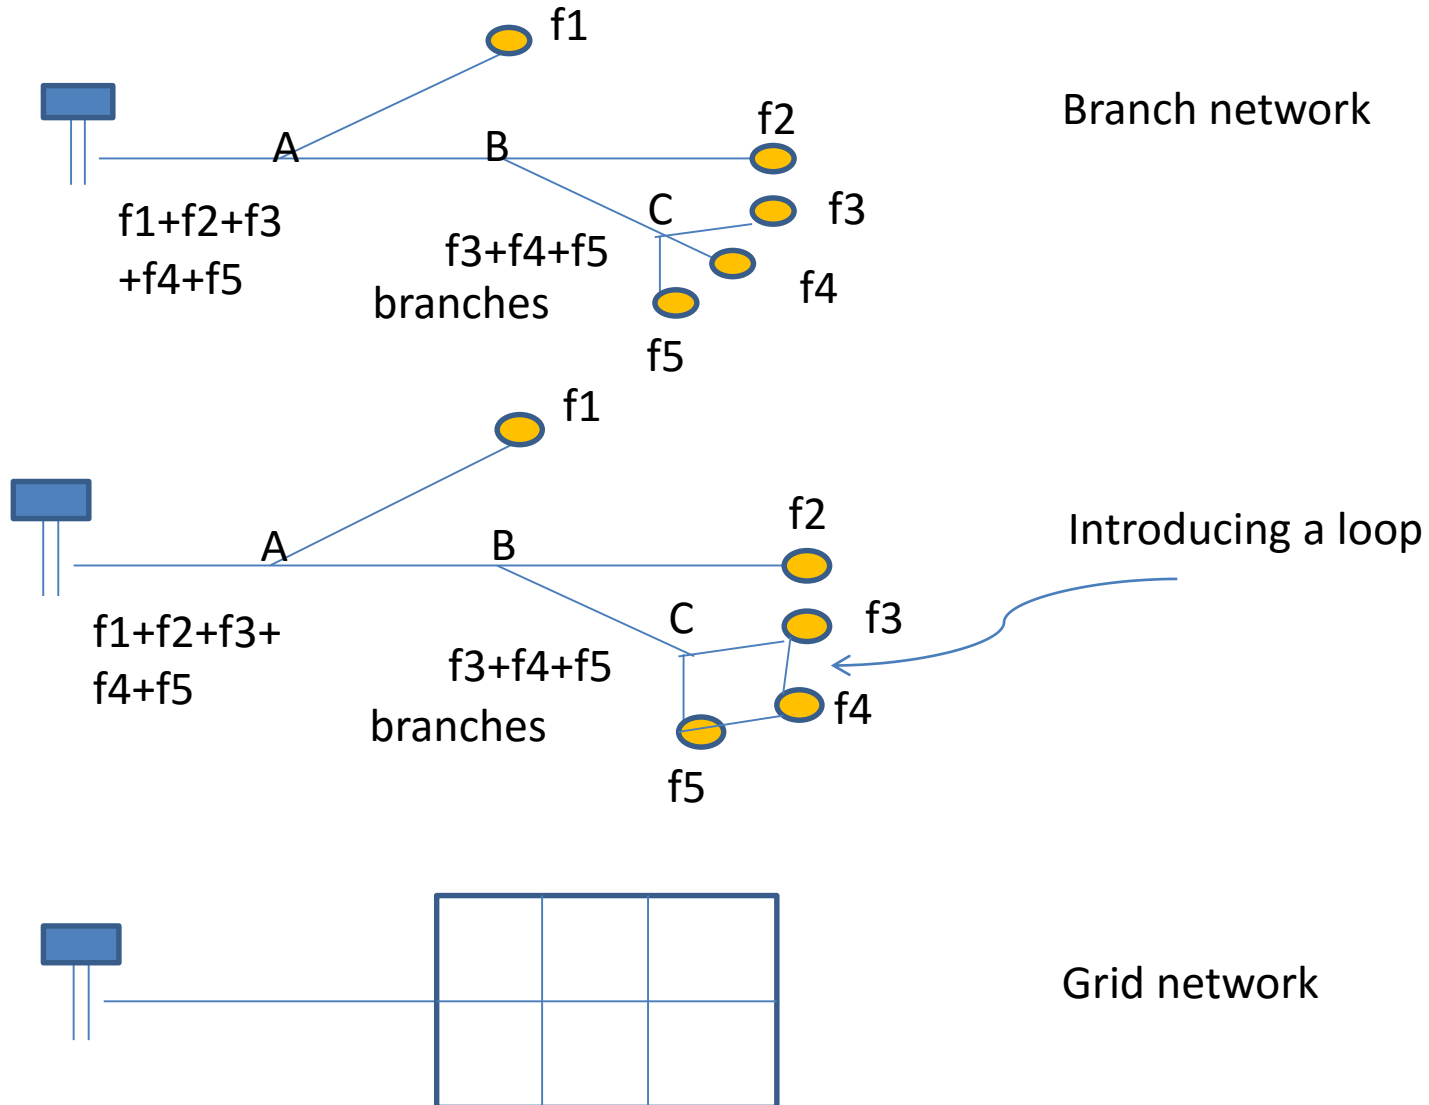 f1
Branch network
f2
A
B
C
f3
f1+f2+f3
+f4+f5
f3+f4+f5
branches
f4
f5
f1
f2
Introducing a loop
A
B
C
f3
f1+f2+f3+
f4+f5
f3+f4+f5
branches
f4
f5
Grid network